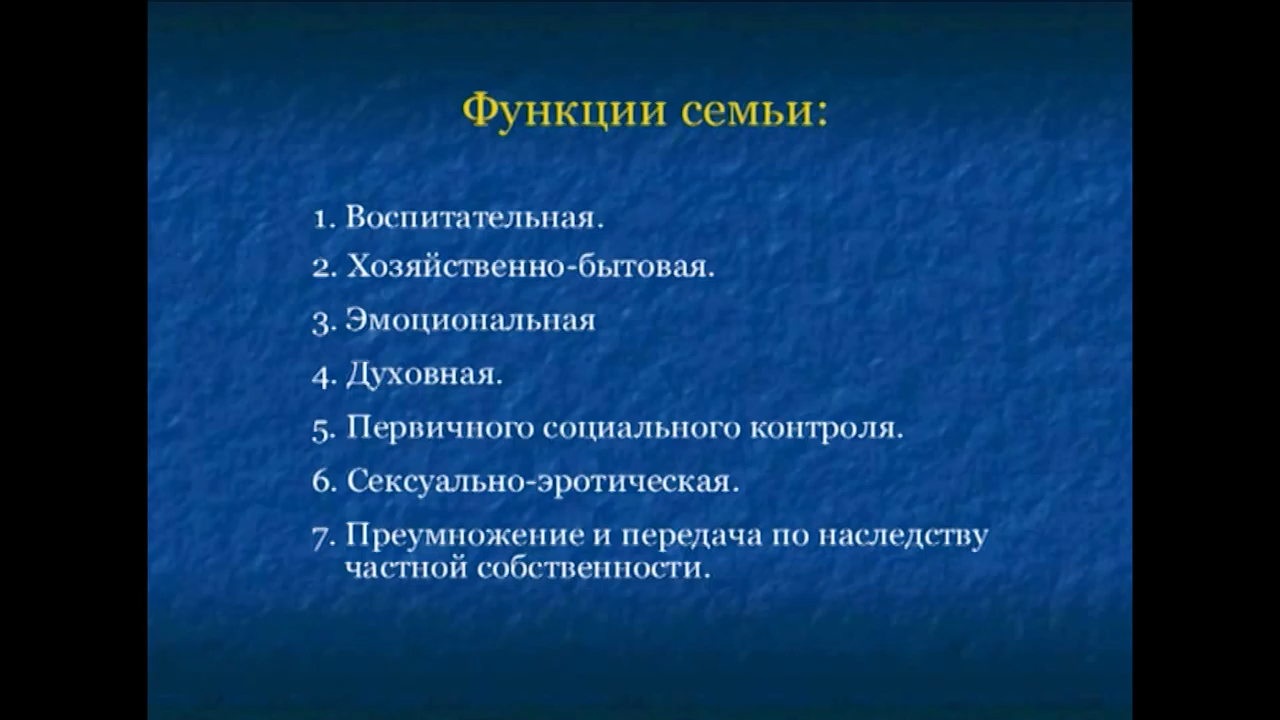 Функции семьи:
1. Воспитательная.
2. Хозяйственно-бытовая.
3. Эмоциональная
4. Духовная.
5. Первичного социального контроля.
6. Сексуально-эротическая.
7. Преумножение и передача по наследству
частной собственности.